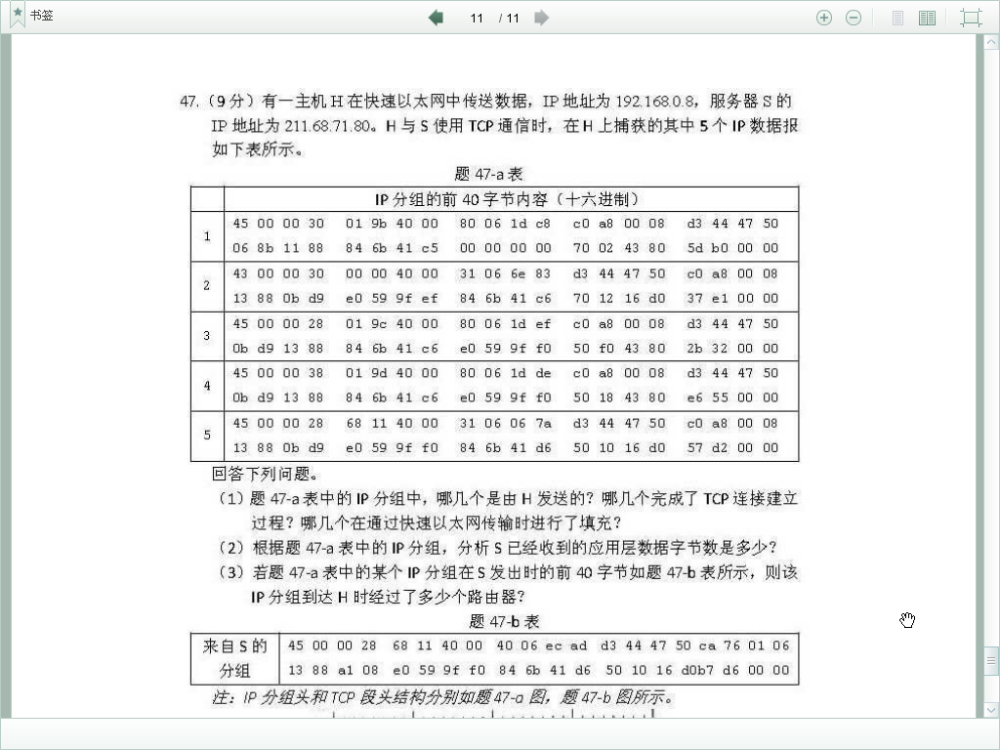 书签
11 / 11
47.（9 分）有一主机 H 在快速以太网中传送数据，IP 地址为 192.168.0.8，服务器 S 的
IP 地址为 211.68.71.80。H 与 S 使用 TCP 通信时，在 H 上捕获的其中 5 个 IP 数据报
如下表所示。
题 47-a 表
IP 分组的前 40 字节内容（十六进制）
1
45 00 00 30 01 9b 40 00 80 06 1d c8 c0 a8 00 08 d3 44 47 50
06 8b 11 88 84 6b 41 c5 00 00 00 00 70 02 43 80 5d b0 00 00
2
43 00 00 30 00 00 40 00 31 06 6e 83 d3 44 47 50 c0 a8 00 08
13 88 0b d9 e0 59 9f ef 84 6b 41 c6 70 12 16 d0 37 e1 00 00
3
45 00 00 28 01 9c 40 00 80 06 1d ef c0 a8 00 08 d3 44 47 50
0b d9 13 88 84 6b 41 c6 e0 59 9f f0 50 f0 43 80 2b 32 00 00
4
45 00 00 38 01 9d 40 00 80 06 1d de c0 a8 00 08 d3 44 47 50
0b d9 13 88 84 6b 41 c6 e0 59 9f f0 50 18 43 80 e6 55 00 00
5
45 00 00 28 68 11 40 00 31 06 06 7a d3 44 47 50 c0 a8 00 08
13 88 0b d9 e0 59 9f f0 84 6b 41 d6 50 10 16 d0 57 d2 00 00
回答下列问题。
（1）题 47-a 表中的 IP 分组中，哪几个是由 H 发送的？哪几个完成了 TCP 连接建立
过程？哪几个在通过快速以太网传输时进行了填充？
（2）根据题 47-a 表中的 IP 分组，分析 S 已经收到的应用层数据字节数是多少？
（3）若题 47-a 表中的某个 IP 分组在 S 发出时的前 40 字节如题 47-b 表所示，则该
IP 分组到达 H 时经过了多少个路由器？
题 47-b 表
来自 S 的
分组
45 00 00 28 68 11 40 00 40 06 ec ad d3 44 47 50 ca 76 01 06
13 88 a1 08 e0 59 9f f0 84 6b 41 d6 50 10 16 d0b7 d6 00 00
注：IP 分组头和 TCP 段头结构分别如题 47-a 图，题 47-b 图所示。